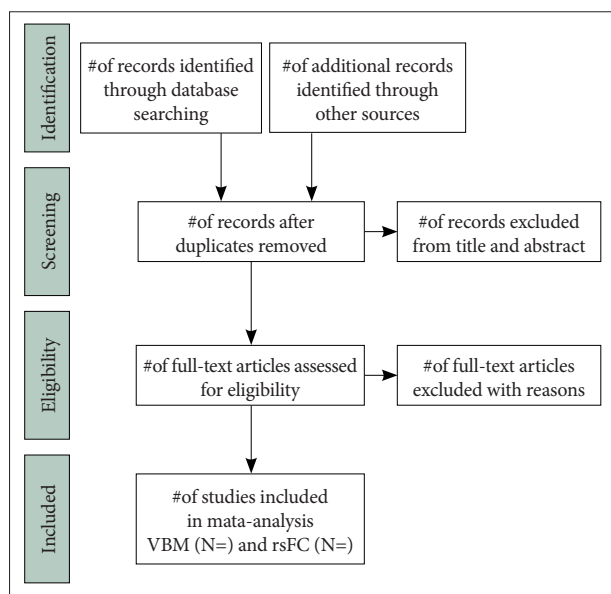 Identification
#of records identified
through database
searching
#of additional records
identified through
other sources
Screening
#of records after
duplicates removed
#of records excluded
from title and abstract
Eligibility
#of full-text articles assessed
for eligibility
#of full-text articles
excluded with reasons
Included
#of studies included
in mata-analysis
VBM (N=) and rsFC (N=)